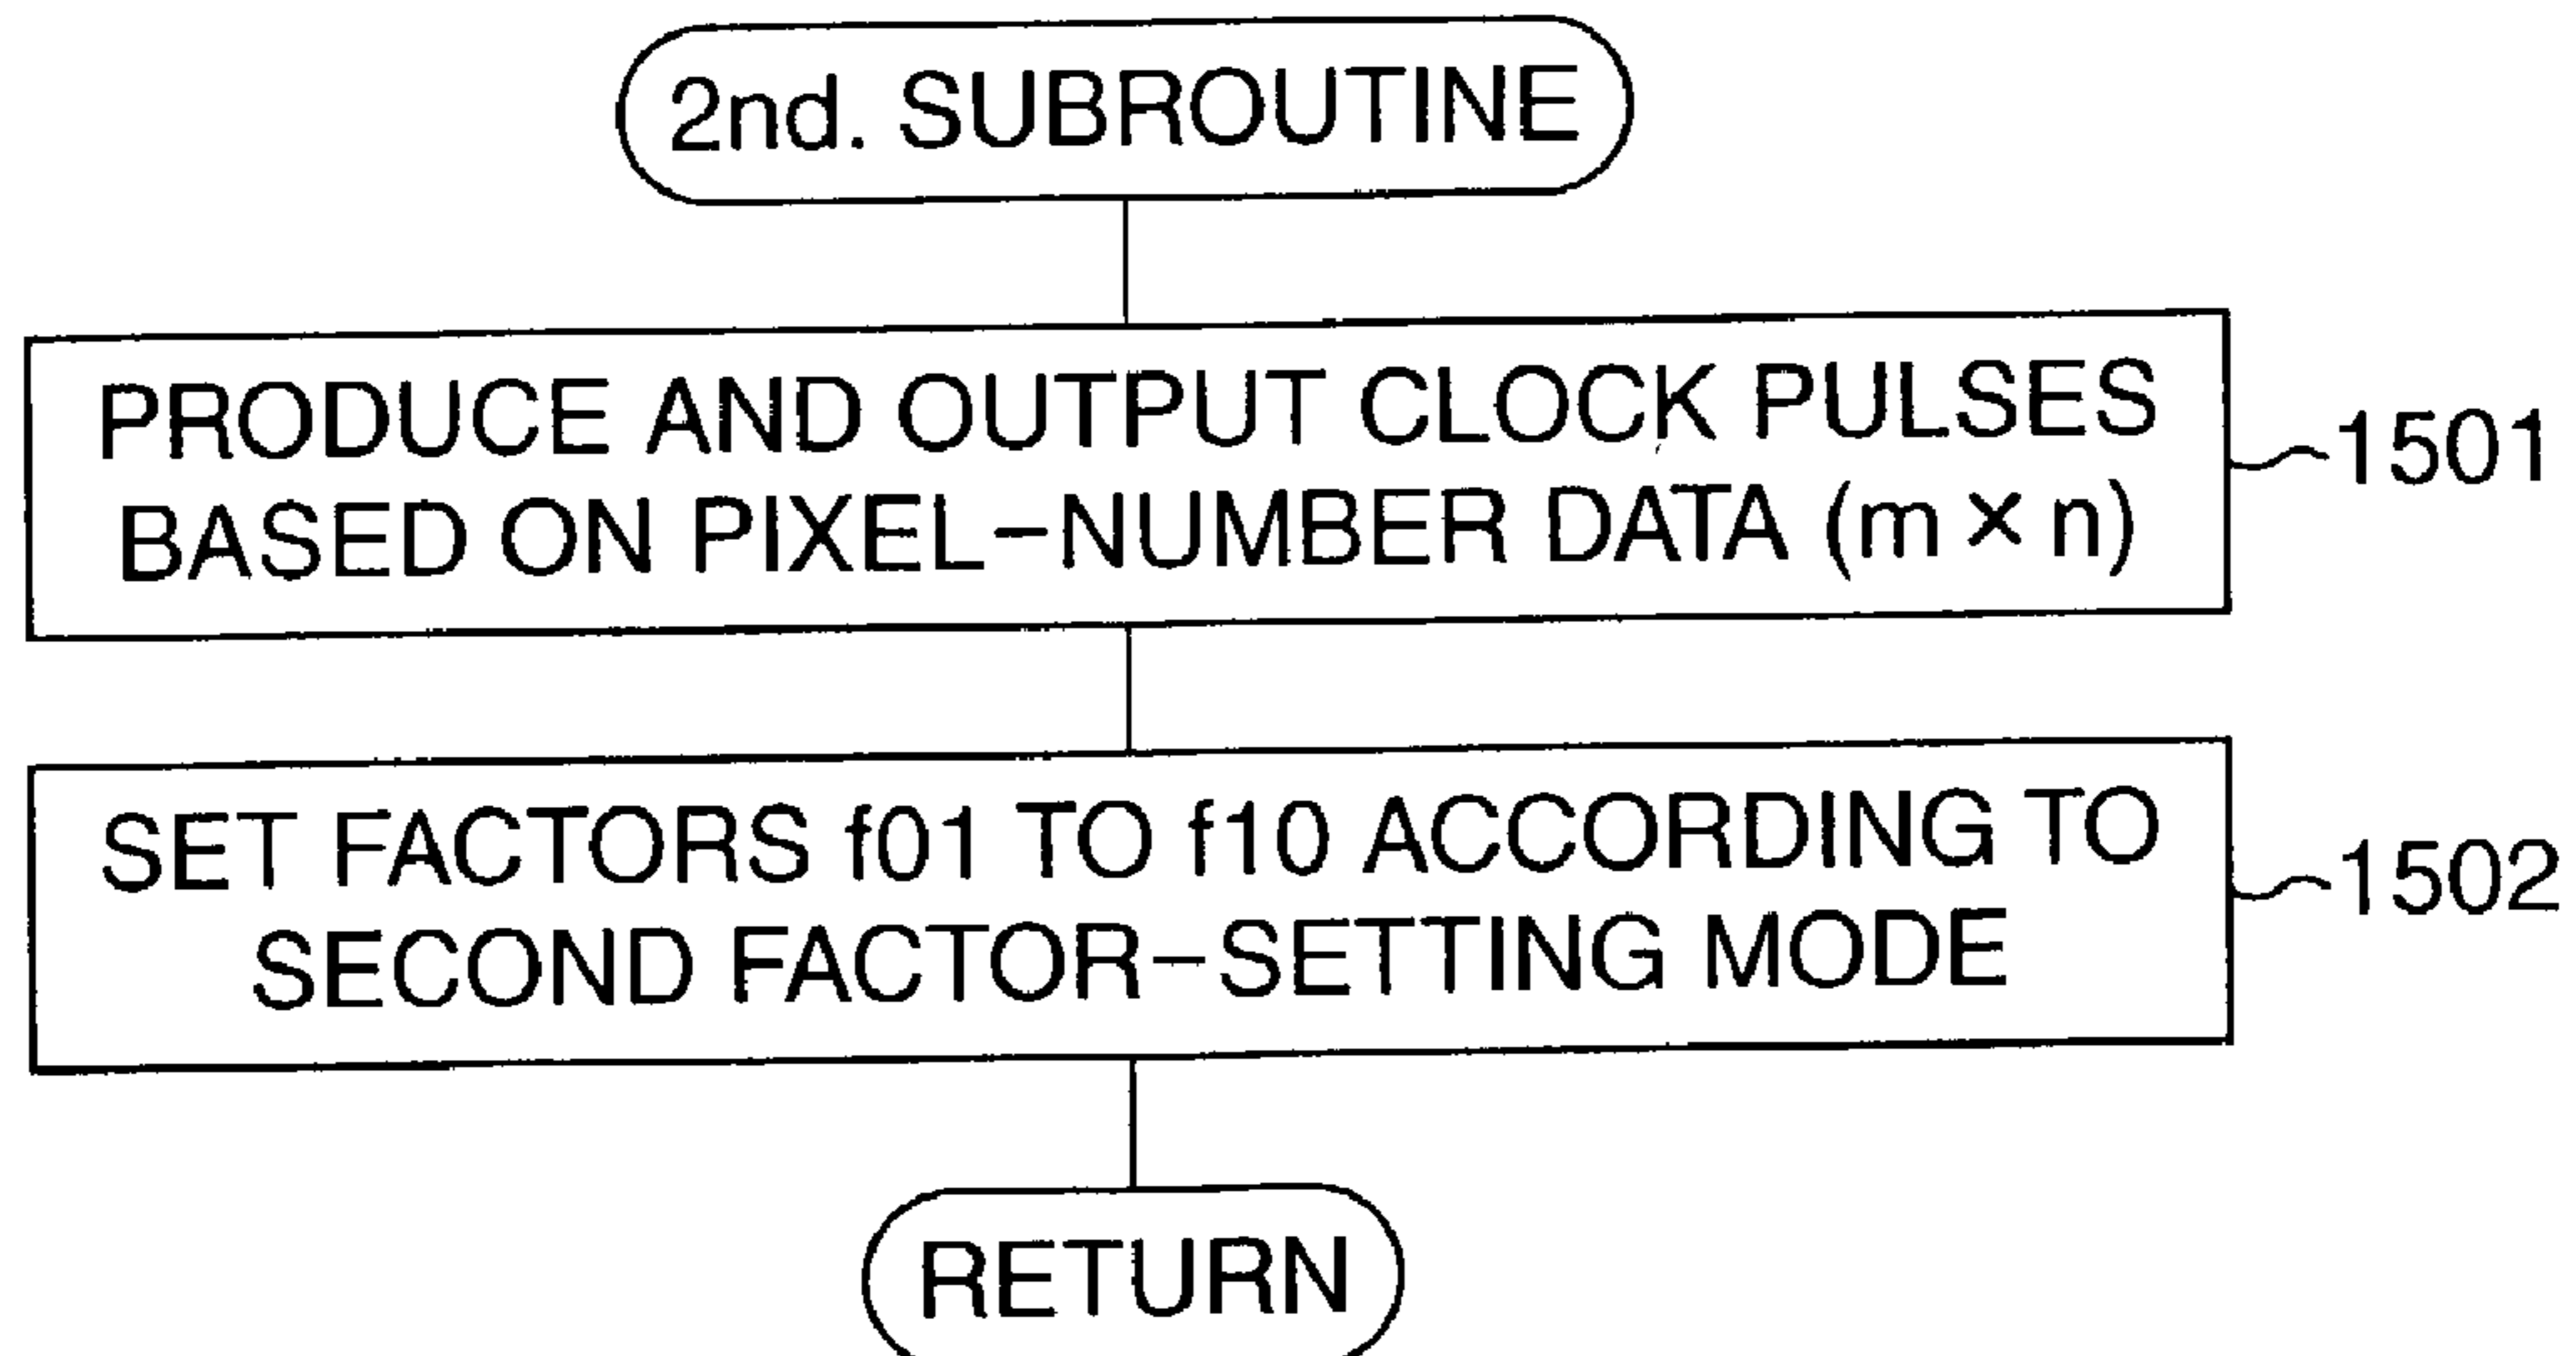 2nd. SUBROUTINE
PRODUCE AND OUTPUT CLOCK PULSES
BASED ON PIXEL-NUMBER DATA (m × n)
1501
SET FACTORS f01 TO f10 ACCORDING TO
SECOND FACTOR-SETTING MODE
1502
RETURN